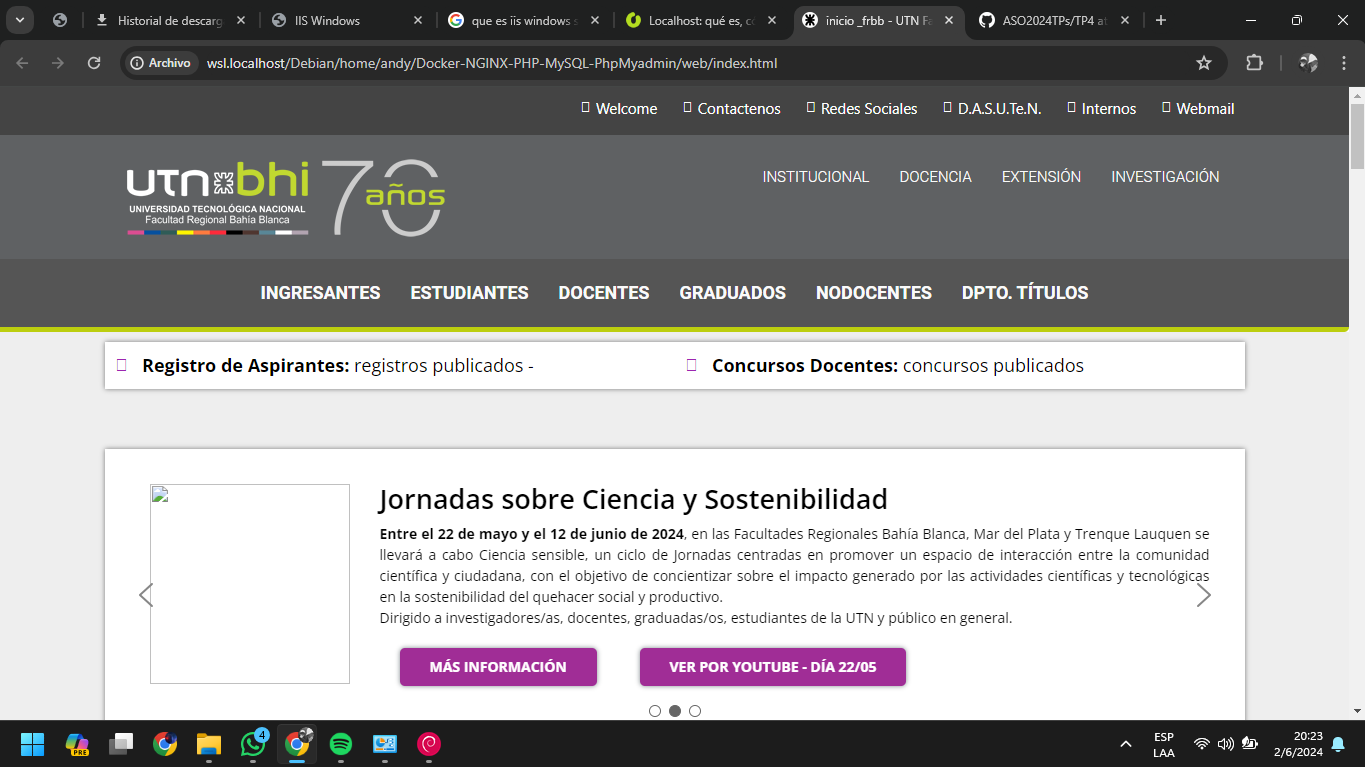 Historial de descarg
IIS Windows
que es iis windows s
Localhost: qué es, có
inicio _frbb - UTN Fa
ASO2024TPs/TP4 at
Archivo
wsl.localhost/Debian/home/andy/Docker-NGINX-PHP-MySQL-PhpMyadmin/web/index.html
Welcome
Contactenos
Redes Sociales
D.A.S.U.Te.N.
Internos
Webmail
utn bhi 70 años
UNIVERSIDAD TECNOLÓGICA NACIONAL
Facultad Regional Bahía Blanca
INSTITUCIONAL
DOCENCIA
EXTENSIÓN
INVESTIGACIÓN
INGRESANTES
ESTUDIANTES
DOCENTES
GRADUADOS
NODOCENTES
DPTO. TÍTULOS
Registro de Aspirantes: registros publicados -
Concursos Docentes: concursos publicados
Jornadas sobre Ciencia y Sostenibilidad
Entre el 22 de mayo y el 12 de junio de 2024, en las Facultades Regionales Bahía Blanca, Mar del Plata y Trenque Lauquen se
llevará a cabo Ciencia sensible, un ciclo de Jornadas centradas en promover un espacio de interacción entre la comunidad
científica y ciudadana, con el objetivo de concientizar sobre el impacto generado por las actividades científicas y tecnológicas
en la sostenibilidad del quehacer social y productivo.
Dirigido a investigadores/as, docentes, graduadas/os, estudiantes de la UTN y público en general.
MÁS INFORMACIÓN
VER POR YOUTUBE - DÍA 22/05
PRE
4
ESP
LAA
20:23
2/6/2024